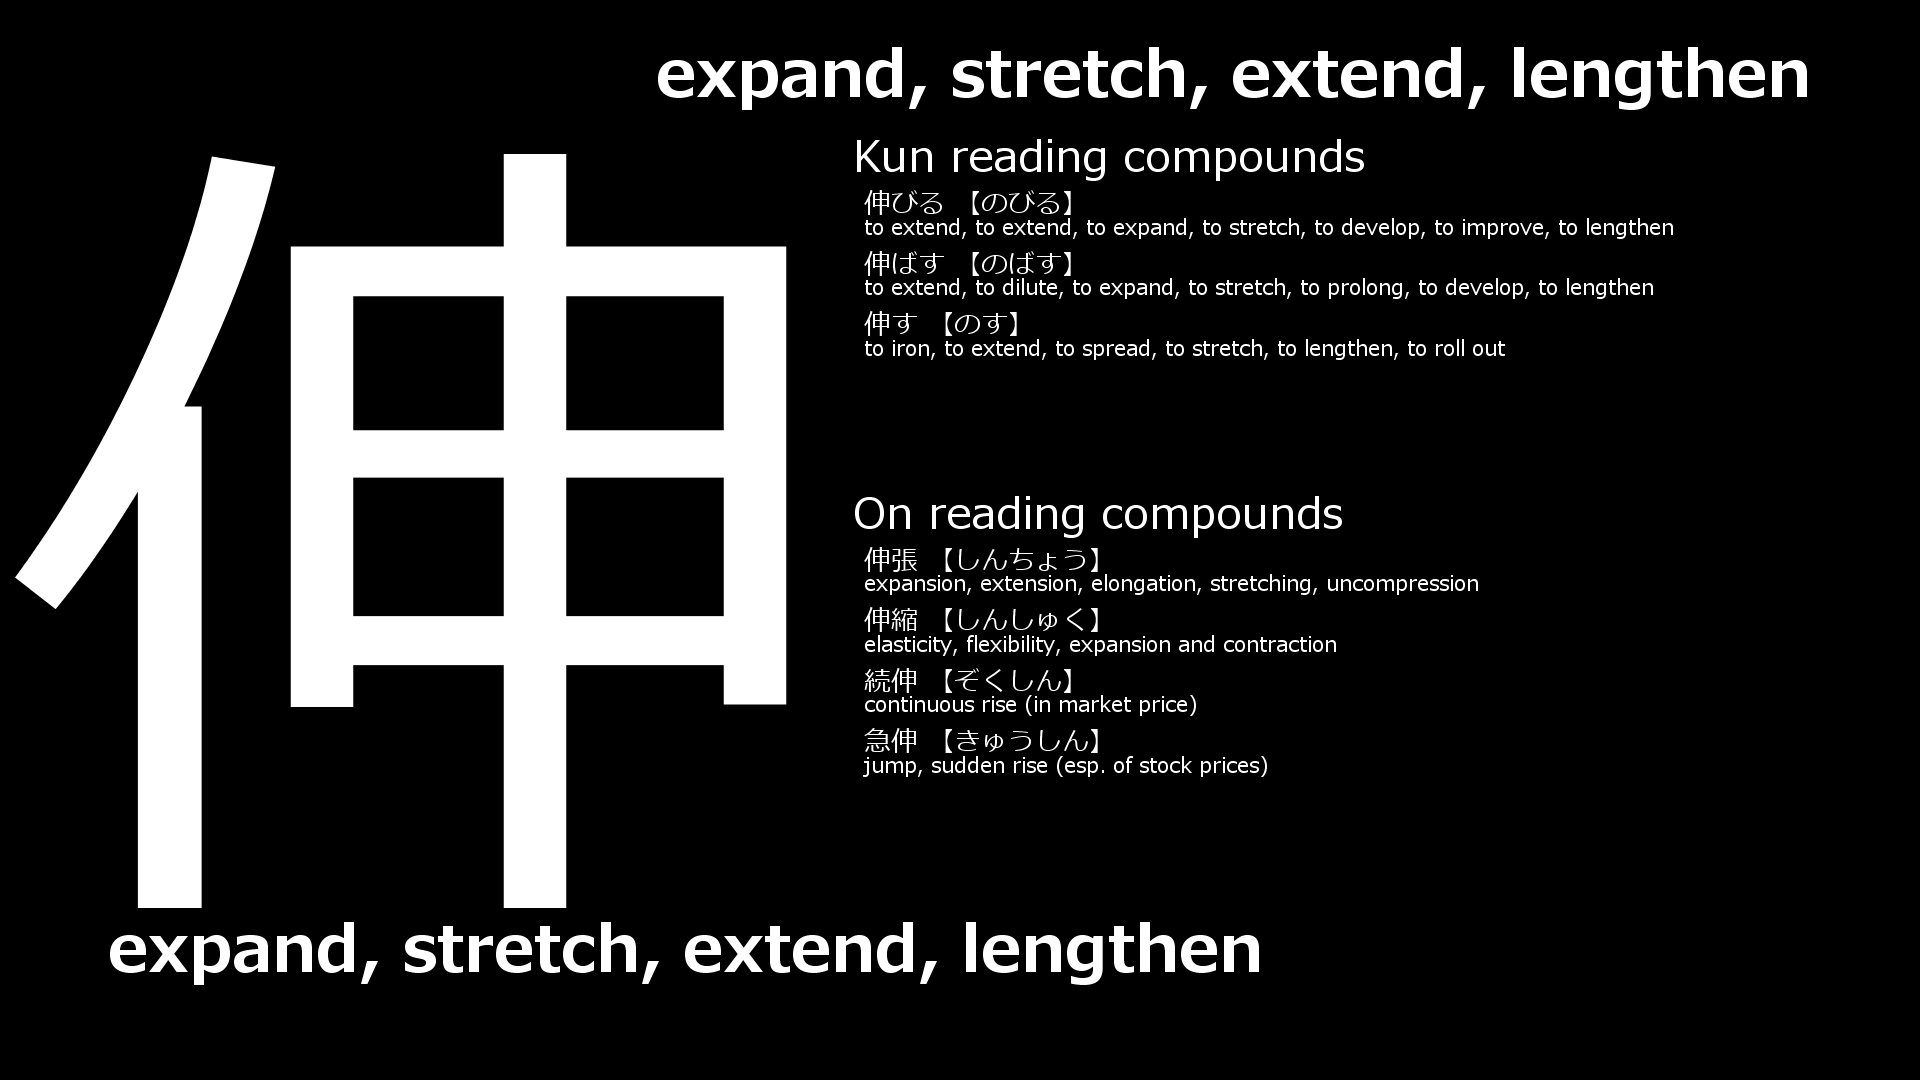 expand, stretch, extend, lengthen
伸
Kun reading compounds
伸びる 【のびる】
to extend, to extend, to expand, to stretch, to develop, to improve, to lengthen
伸ばす 【のばす】
to extend, to dilute, to expand, to stretch, to prolong, to develop, to lengthen
伸す 【のす】
to iron, to extend, to spread, to stretch, to lengthen, to roll out
On reading compounds
伸張 【しんちょう】
expansion, extension, elongation, stretching, uncompression
伸縮 【しんしゅく】
elasticity, flexibility, expansion and contraction
続伸 【ぞくしん】
continuous rise (in market price)
急伸 【きゅうしん】
jump, sudden rise (esp. of stock prices)
expand, stretch, extend, lengthen